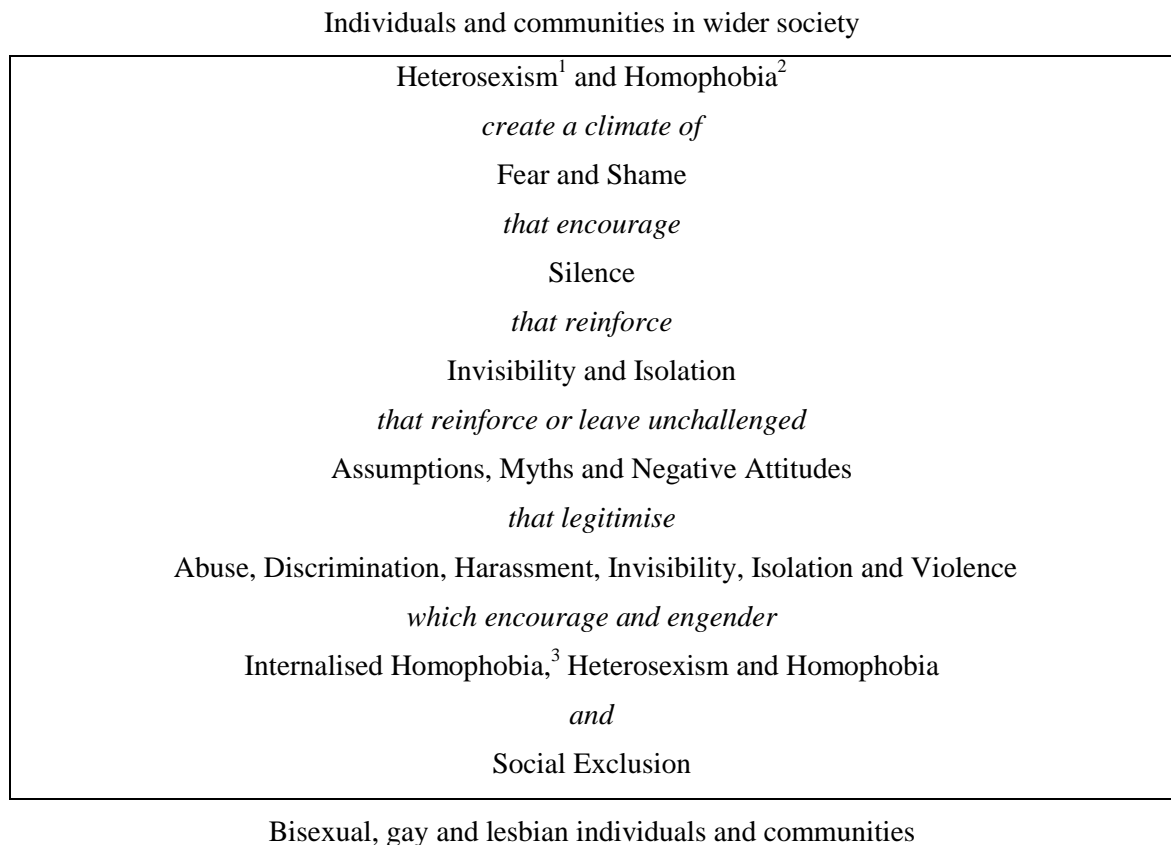 Individuals and communities in wider society
Heterosexism¹ and Homophobia²
create a climate of
Fear and Shame
that encourage
Silence
that reinforce
Invisibility and Isolation
that reinforce or leave unchallenged
Assumptions, Myths and Negative Attitudes
that legitimise
Abuse, Discrimination, Harassment, Invisibility, Isolation and Violence
which encourage and engender
Internalised Homophobia,³ Heterosexism and Homophobia
and
Social Exclusion
Bisexual, gay and lesbian individuals and communities